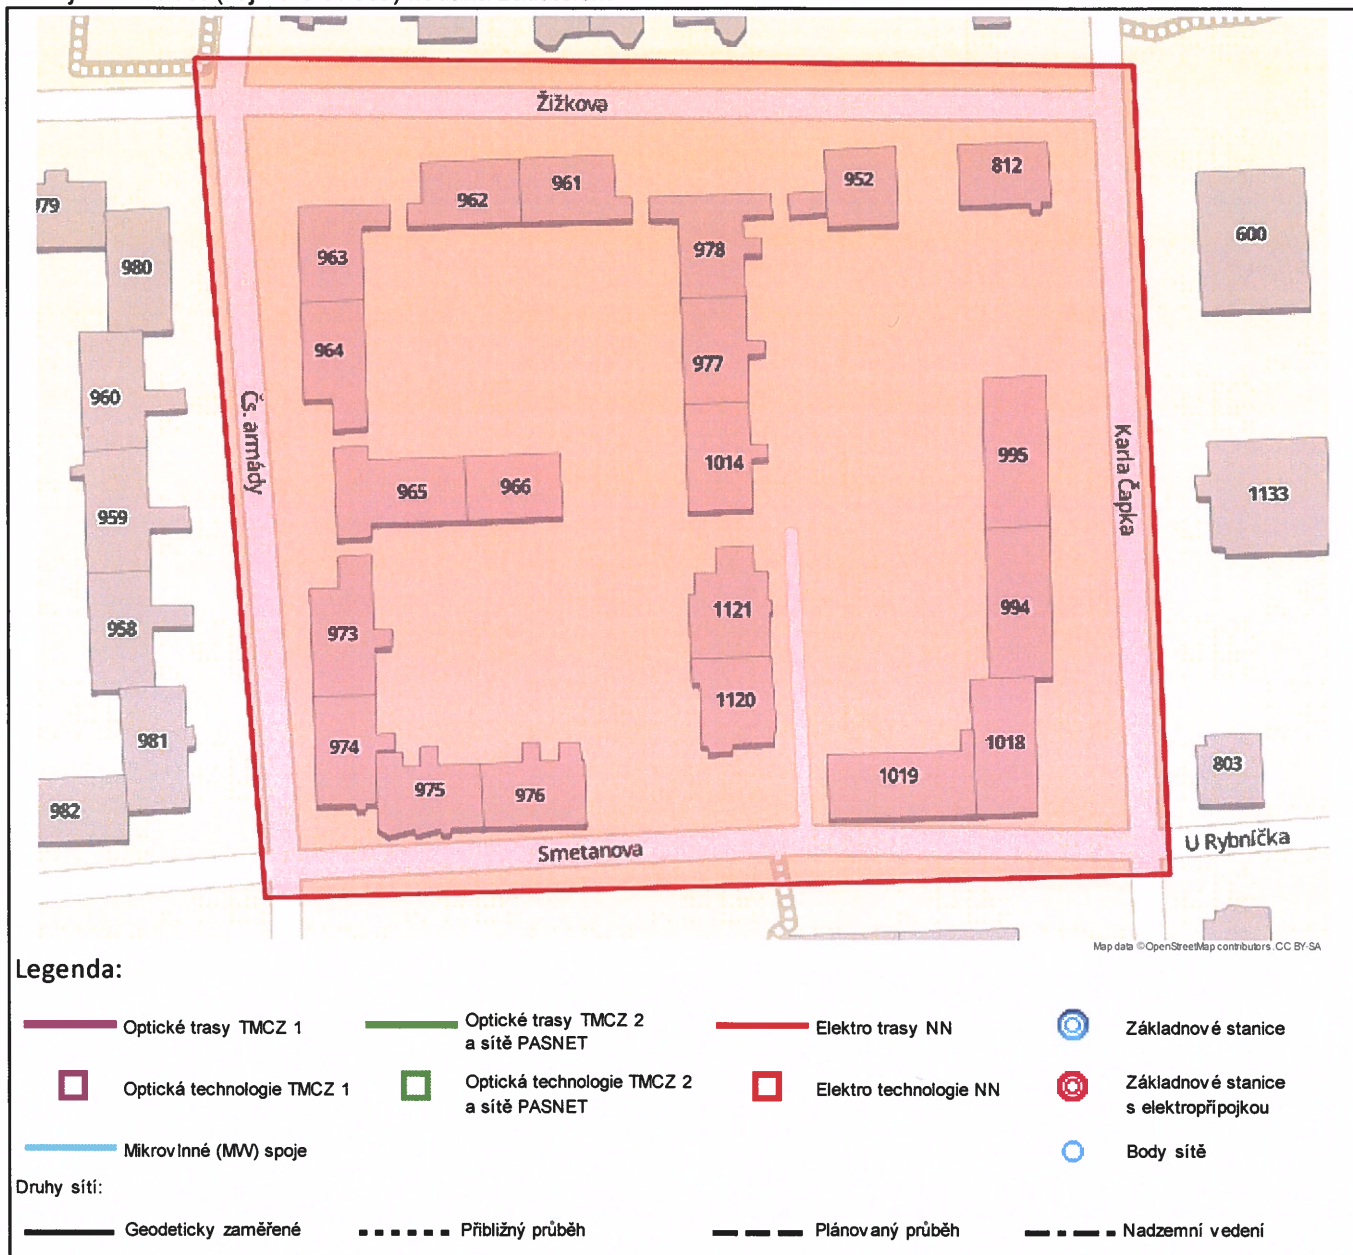 Žižkova
962
961
952
812
979
980
963
978
600
964
977
960
Čs. armády
Karla Čapka
995
965
966
1014
1133
959
958
973
1121
994
981
974
1120
1018
803
982
975
976
1019
Smetanova
U Rybníčka
Map data ©OpenStreetMap contributors, CC BY-SA
Legenda:
Optické trasy TMCZ 1
Optické trasy TMCZ 2
a sítě PASNET
Elektro trasy NN
Základnové stanice
Optická technologie TMCZ 1
Optická technologie TMCZ 2
a sítě PASNET
Elektro technologie NN
Základnové stanice
s elektropřípojkou
Mikrovlnné (MW) spoje
Body sítě
Druhy sítí:
Geodeticky zaměřené
Přibližný průběh
Plánovaný průběh
Nadzemní vedení